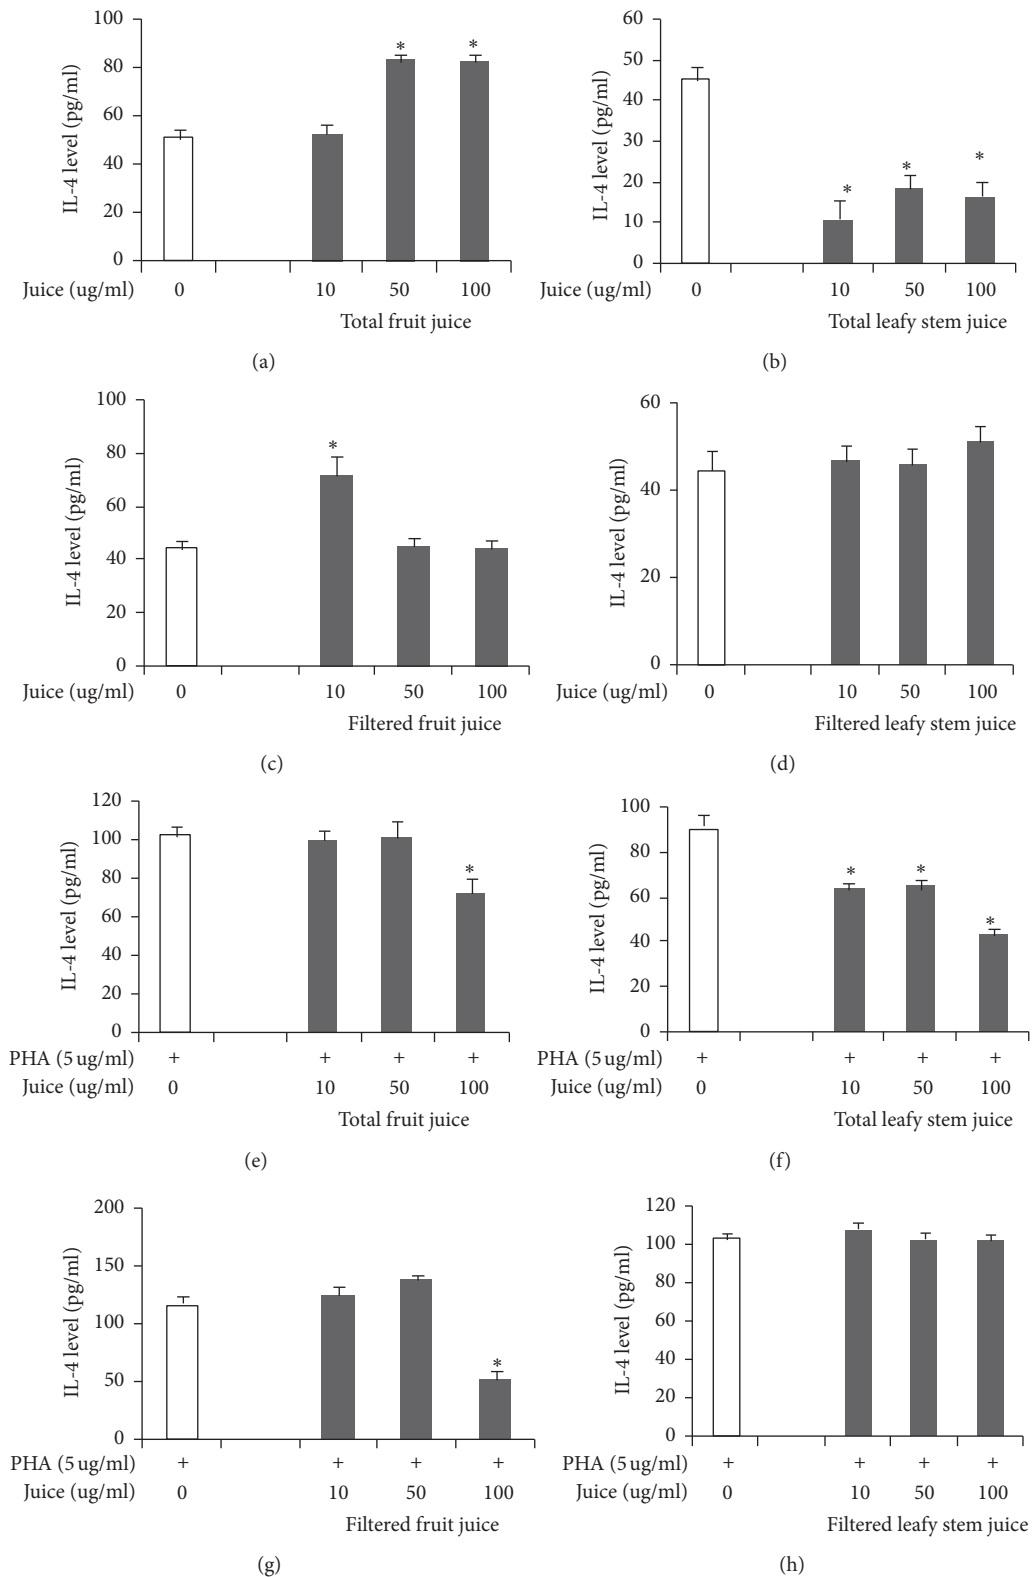 100
80
60
40
20
0
IL-4 level (pg/ml)
* *
Juice (ug/ml) 0 10 50 100
Total fruit juice
(a)
60
50
40
30
20
10
0
IL-4 level (pg/ml)
* * *
Juice (ug/ml) 0 10 50 100
Total leafy stem juice
(b)
100
80
60
40
20
0
IL-4 level (pg/ml)
*
Juice (ug/ml) 0 10 50 100
Filtered fruit juice
(c)
60
40
20
0
IL-4 level (pg/ml)
Juice (ug/ml) 0 10 50 100
Filtered leafy stem juice
(d)
120
100
80
60
40
20
0
IL-4 level (pg/ml)
*
PHA (5 ug/ml) + + + +
Juice (ug/ml) 0 10 50 100
Total fruit juice
(e)
100
80
60
40
20
0
IL-4 level (pg/ml)
* * *
PHA (5 ug/ml) + + + +
Juice (ug/ml) 0 10 50 100
Total leafy stem juice
(f)
200
150
100
50
0
IL-4 level (pg/ml)
*
PHA (5 ug/ml) + + + +
Juice (ug/ml) 0 10 50 100
Filtered fruit juice
(g)
120
100
80
60
40
20
0
IL-4 level (pg/ml)
PHA (5 ug/ml) + + + +
Juice (ug/ml) 0 10 50 100
Filtered leafy stem juice
(h)